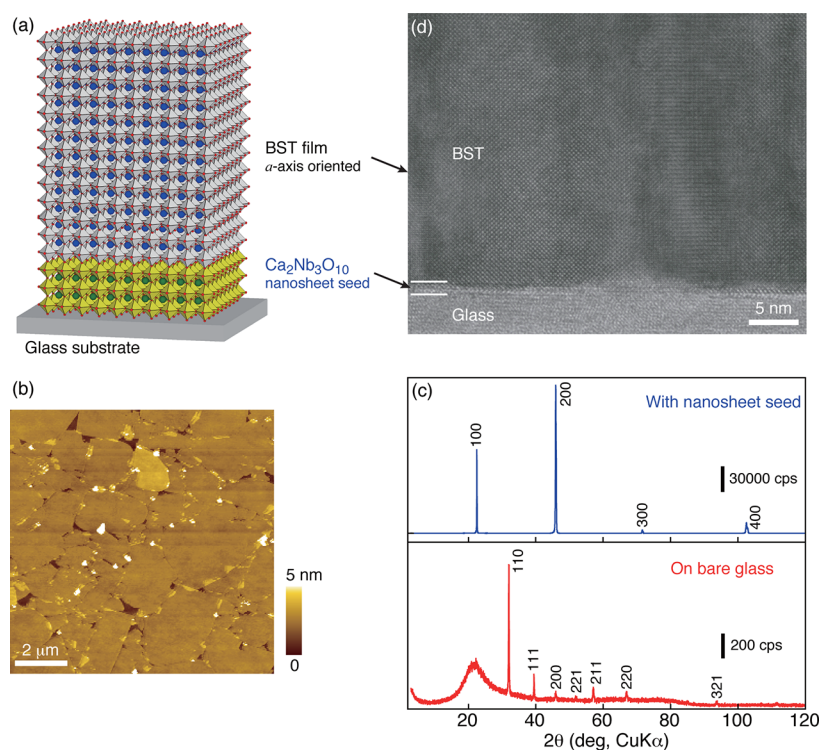 (a)
BST film
a-axis oriented
Ca2Nb3O10
nanosheet seed
Glass substrate
(d)
BST
Glass
5 nm
(b)
5 nm
0
2 μm
(c)
With nanosheet seed
100
200
300
400
30000 cps
On bare glass
110
111
200
221
211
220
321
200 cps
20 40 60 80 100 120
2θ (deg, CuKα)